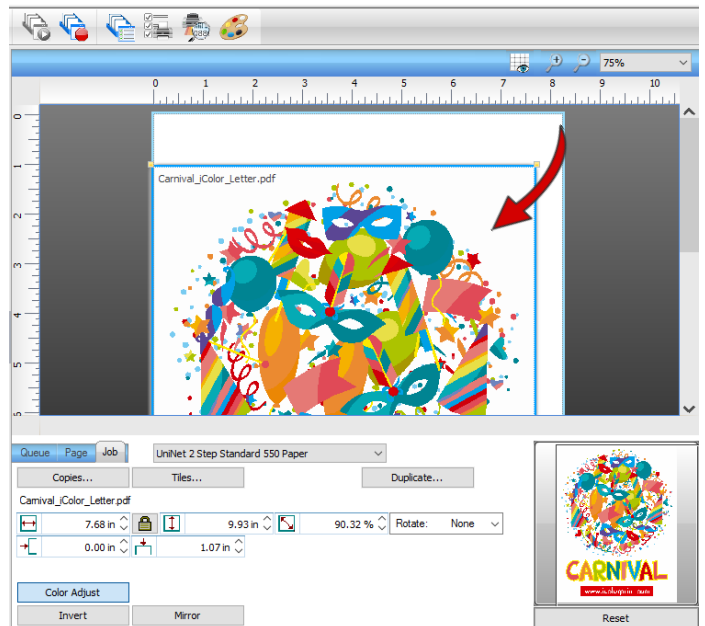 75%
0 1 2 3 4 5 6 7 8 9 10
0
1
2
3
4
5
Carnival_iColor_Letter.pdf
Queue Page Job UniNet 2 Step Standard 550 Paper
Copies... Tiles... Duplicate...
Carnival_iColor_Letter.pdf
7.68 in 9.93 in 90.32 % Rotate: None
0.00 in 1.07 in
Color Adjust
Invert Mirror
CARNIVAL
Reset